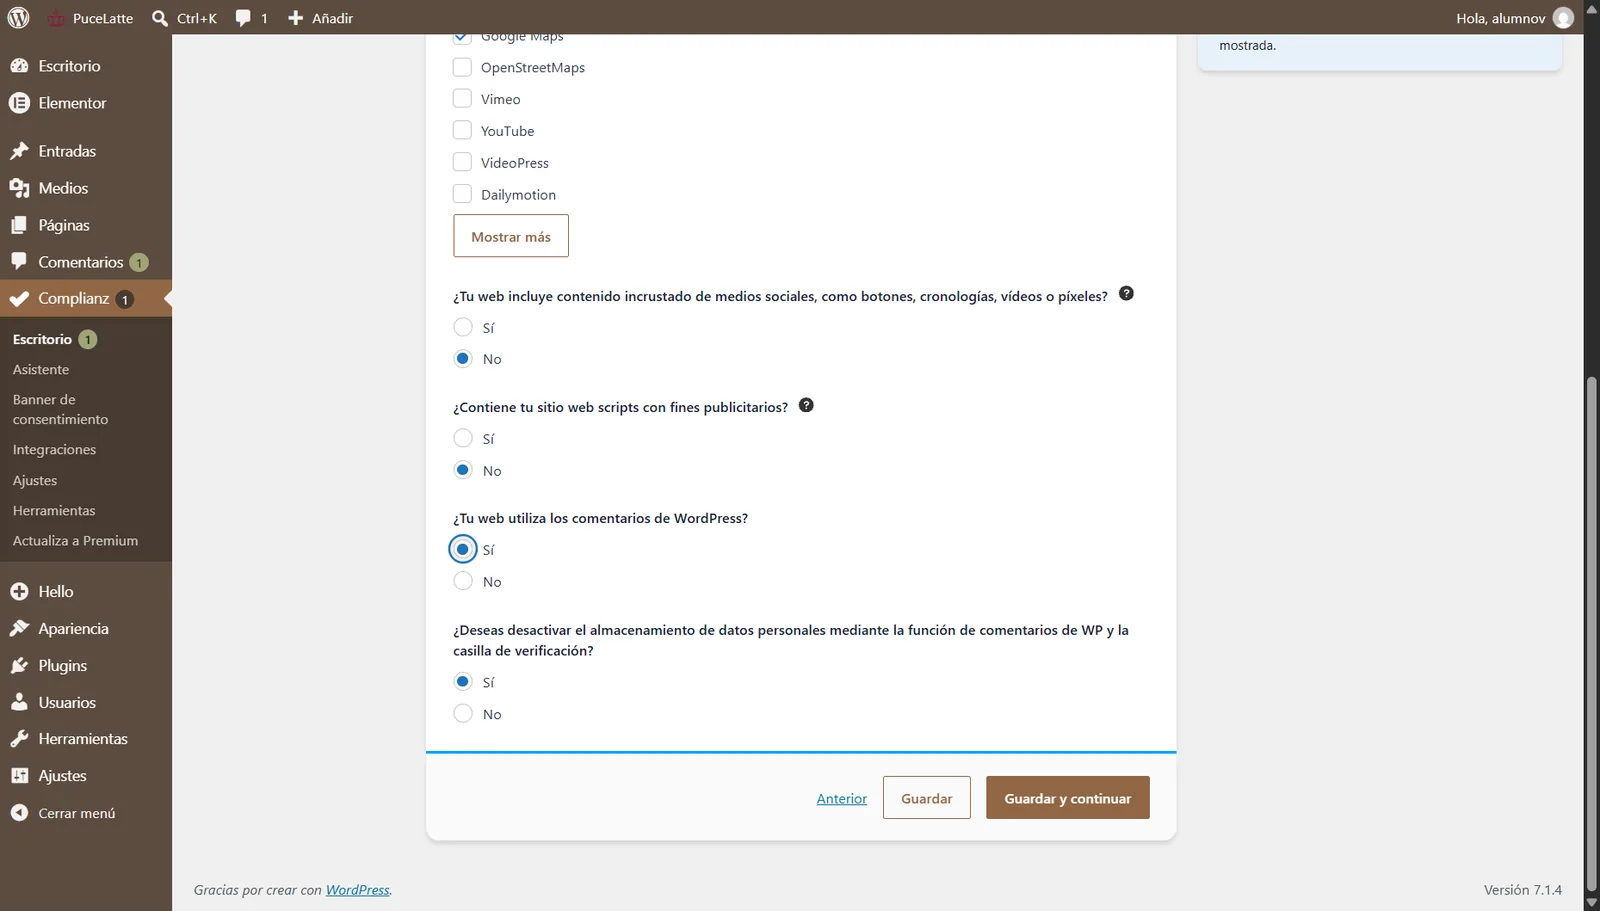 PuceLatte
Ctrl+K
1
Añadir
Hola, alumnov
Escritorio
Elementor
Entradas
Medios
Páginas
Comentarios 1
Complianz 1
Escritorio 1
Asistente
Banner de
consentimiento
Integraciones
Ajustes
Herramientas
Actualiza a Premium
Hello
Apariencia
Plugins
Usuarios
Herramientas
Ajustes
Cerrar menú
Google Maps
OpenStreetMaps
Vimeo
YouTube
VideoPress
Dailymotion
Mostrar más
¿Tu web incluye contenido incrustado de medios sociales, como botones, cronologías, vídeos o píxeles? ?
Sí
No
¿Contiene tu sitio web scripts con fines publicitarios? ?
Sí
No
¿Tu web utiliza los comentarios de WordPress?
Sí
No
¿Deseas desactivar el almacenamiento de datos personales mediante la función de comentarios de WP y la
casilla de verificación?
Sí
No
Anterior
Guardar
Guardar y continuar
mostrada.
Gracias por crear con WordPress.
Versión 7.1.4